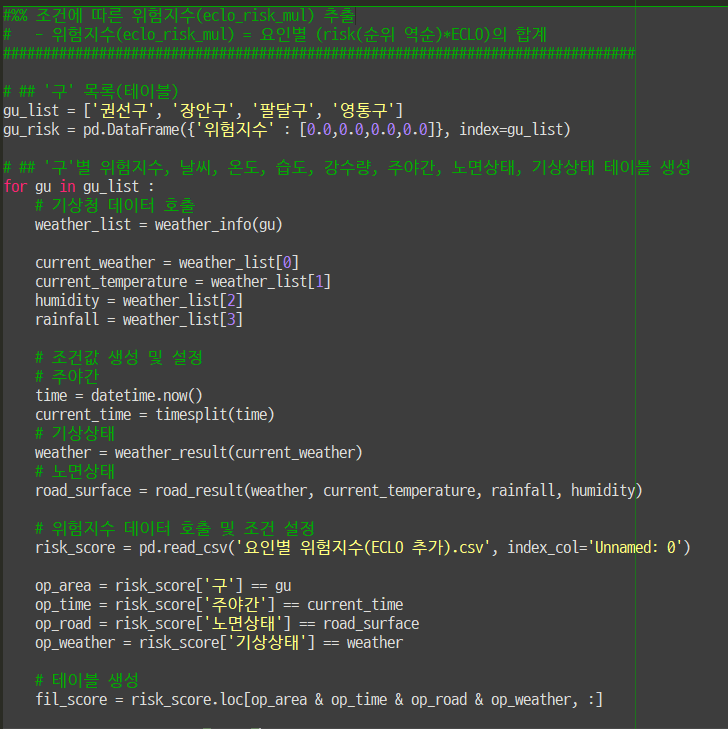 #%% 조건에 따른 위험지수(eclo_risk_mul) 추출
#   - 위험지수(eclo_risk_mul) = 요인별 (risk(순위 역순)*ECLO)의 합계
###############################################################################
# ## '구' 목록(테이블)
gu_list = ['권선구', '장안구', '팔달구', '영통구']
gu_risk = pd.DataFrame({'위험지수' : [0.0,0.0,0.0,0.0]}, index=gu_list)
# ## '구'별 위험지수, 날씨, 온도, 습도, 강수량, 주야간, 노면상태, 기상상태 테이블 생성
for gu in gu_list :
    # 기상청 데이터 호출
    weather_list = weather_info(gu)
    current_weather = weather_list[0]
    current_temperature = weather_list[1]
    humidity = weather_list[2]
    rainfall = weather_list[3]
    # 조건값 생성 및 설정
    # 주야간
    time = datetime.now()
    current_time = timesplit(time)
    # 기상상태
    weather = weather_result(current_weather)
    # 노면상태
    road_surface = road_result(weather, current_temperature, rainfall, humidity)
    # 위험지수 데이터 호출 및 조건 설정
    risk_score = pd.read_csv('요인별 위험지수(ECLO 추가).csv', index_col='Unnamed: 0')
    op_area = risk_score['구'] == gu
    op_time = risk_score['주야간'] == current_time
    op_road = risk_score['노면상태'] == road_surface
    op_weather = risk_score['기상상태'] == weather
    # 테이블 생성
    fil_score = risk_score.loc[op_area & op_time & op_road & op_weather, :]